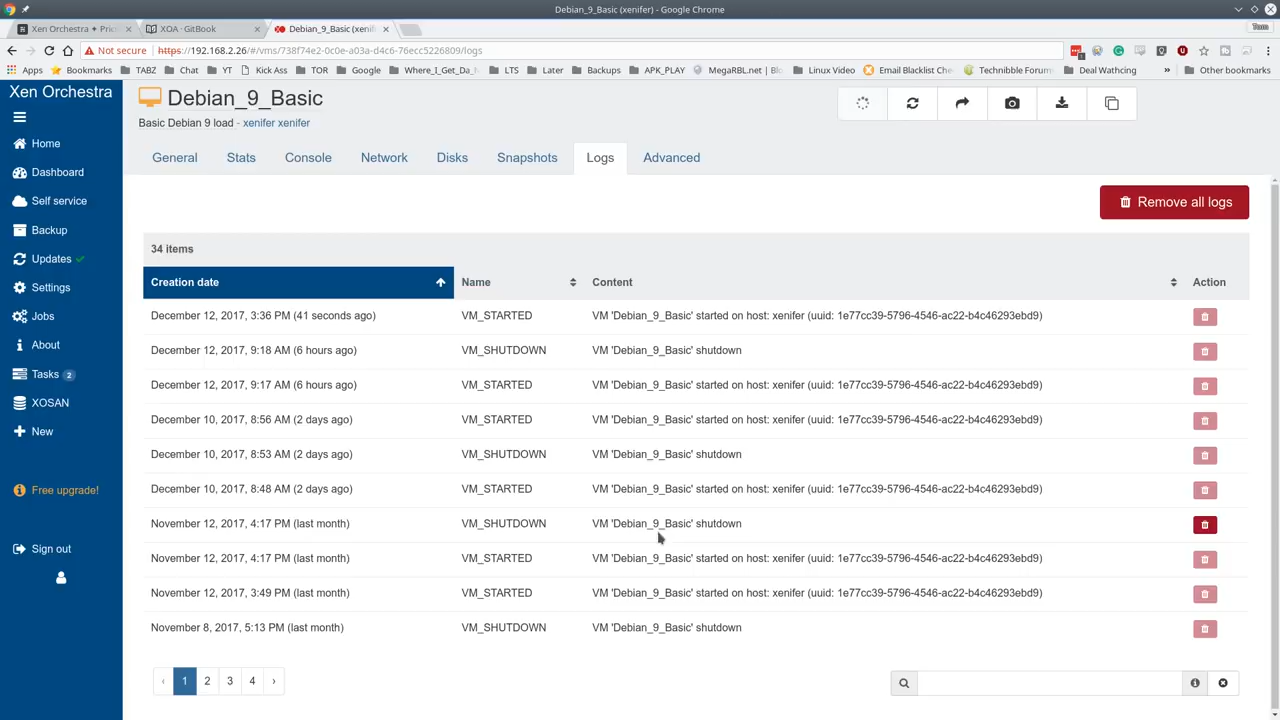 Debian_9_Basic (xenifer) - Google Chrome
Xen Orchestra ✦ Pric
XOA · GitBook
Debian_9_Basic (xenif
Tom
Not secure https://192.168.2.26/#/vms/738f74e2-0c0e-a03a-d4c6-76ecc5226809/logs
Apps Bookmarks TABZ Chat YT Kick Ass TOR Google Where_I_Get_Da_ LTS Later Backups APK_PLAY MegaRBL.net | Blo Linux Video Email Blacklist Che Technibble Forum Deal Wathcing » Other bookmarks
Xen Orchestra
Home
Dashboard
Self service
Backup
Updates
Settings
Jobs
About
Tasks 2
XOSAN
New
Free upgrade!
Sign out
Debian_9_Basic
Basic Debian 9 load - xenifer xenifer
General Stats Console Network Disks Snapshots Logs Advanced
Remove all logs
34 items
Creation date Name Content Action
December 12, 2017, 3:36 PM (41 seconds ago) VM_STARTED VM 'Debian_9_Basic' started on host: xenifer (uuid: 1e77cc39-5796-4546-ac22-b4c46293ebd9)
December 12, 2017, 9:18 AM (6 hours ago) VM_SHUTDOWN VM 'Debian_9_Basic' shutdown
December 12, 2017, 9:17 AM (6 hours ago) VM_STARTED VM 'Debian_9_Basic' started on host: xenifer (uuid: 1e77cc39-5796-4546-ac22-b4c46293ebd9)
December 10, 2017, 8:56 AM (2 days ago) VM_STARTED VM 'Debian_9_Basic' started on host: xenifer (uuid: 1e77cc39-5796-4546-ac22-b4c46293ebd9)
December 10, 2017, 8:53 AM (2 days ago) VM_SHUTDOWN VM 'Debian_9_Basic' shutdown
December 10, 2017, 8:48 AM (2 days ago) VM_STARTED VM 'Debian_9_Basic' started on host: xenifer (uuid: 1e77cc39-5796-4546-ac22-b4c46293ebd9)
November 12, 2017, 4:17 PM (last month) VM_SHUTDOWN VM 'Debian_9_Basic' shutdown
November 12, 2017, 4:17 PM (last month) VM_STARTED VM 'Debian_9_Basic' started on host: xenifer (uuid: 1e77cc39-5796-4546-ac22-b4c46293ebd9)
November 12, 2017, 3:49 PM (last month) VM_STARTED VM 'Debian_9_Basic' started on host: xenifer (uuid: 1e77cc39-5796-4546-ac22-b4c46293ebd9)
November 8, 2017, 5:13 PM (last month) VM_SHUTDOWN VM 'Debian_9_Basic' shutdown
‹ 1 2 3 4 ›